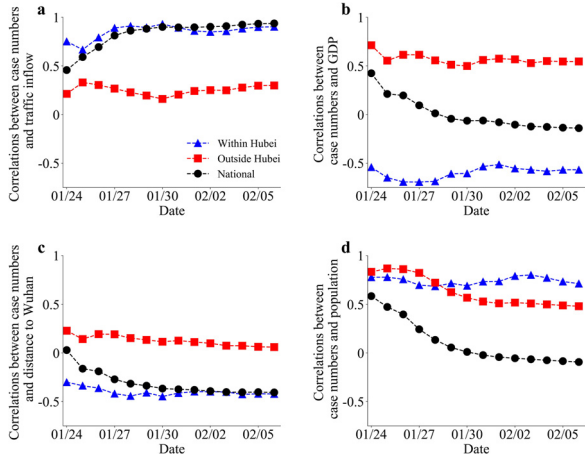 a
Correlations between case numbers
and traffic inflow
1
0.5
0
-0.5
01/24
01/27
01/30
02/02
02/05
Date
Within Hubei
Outside Hubei
National
b
Correlations between
case numbers and GDP
1
0.5
0
-0.5
01/24
01/27
01/30
02/02
02/05
Date
c
Correlations between case numbers
and distance to Wuhan
1
0.5
0
-0.5
01/24
01/27
01/30
02/02
02/05
Date
d
Correlations between
case numbers and population
1
0.5
0
-0.5
01/24
01/27
01/30
02/02
02/05
Date